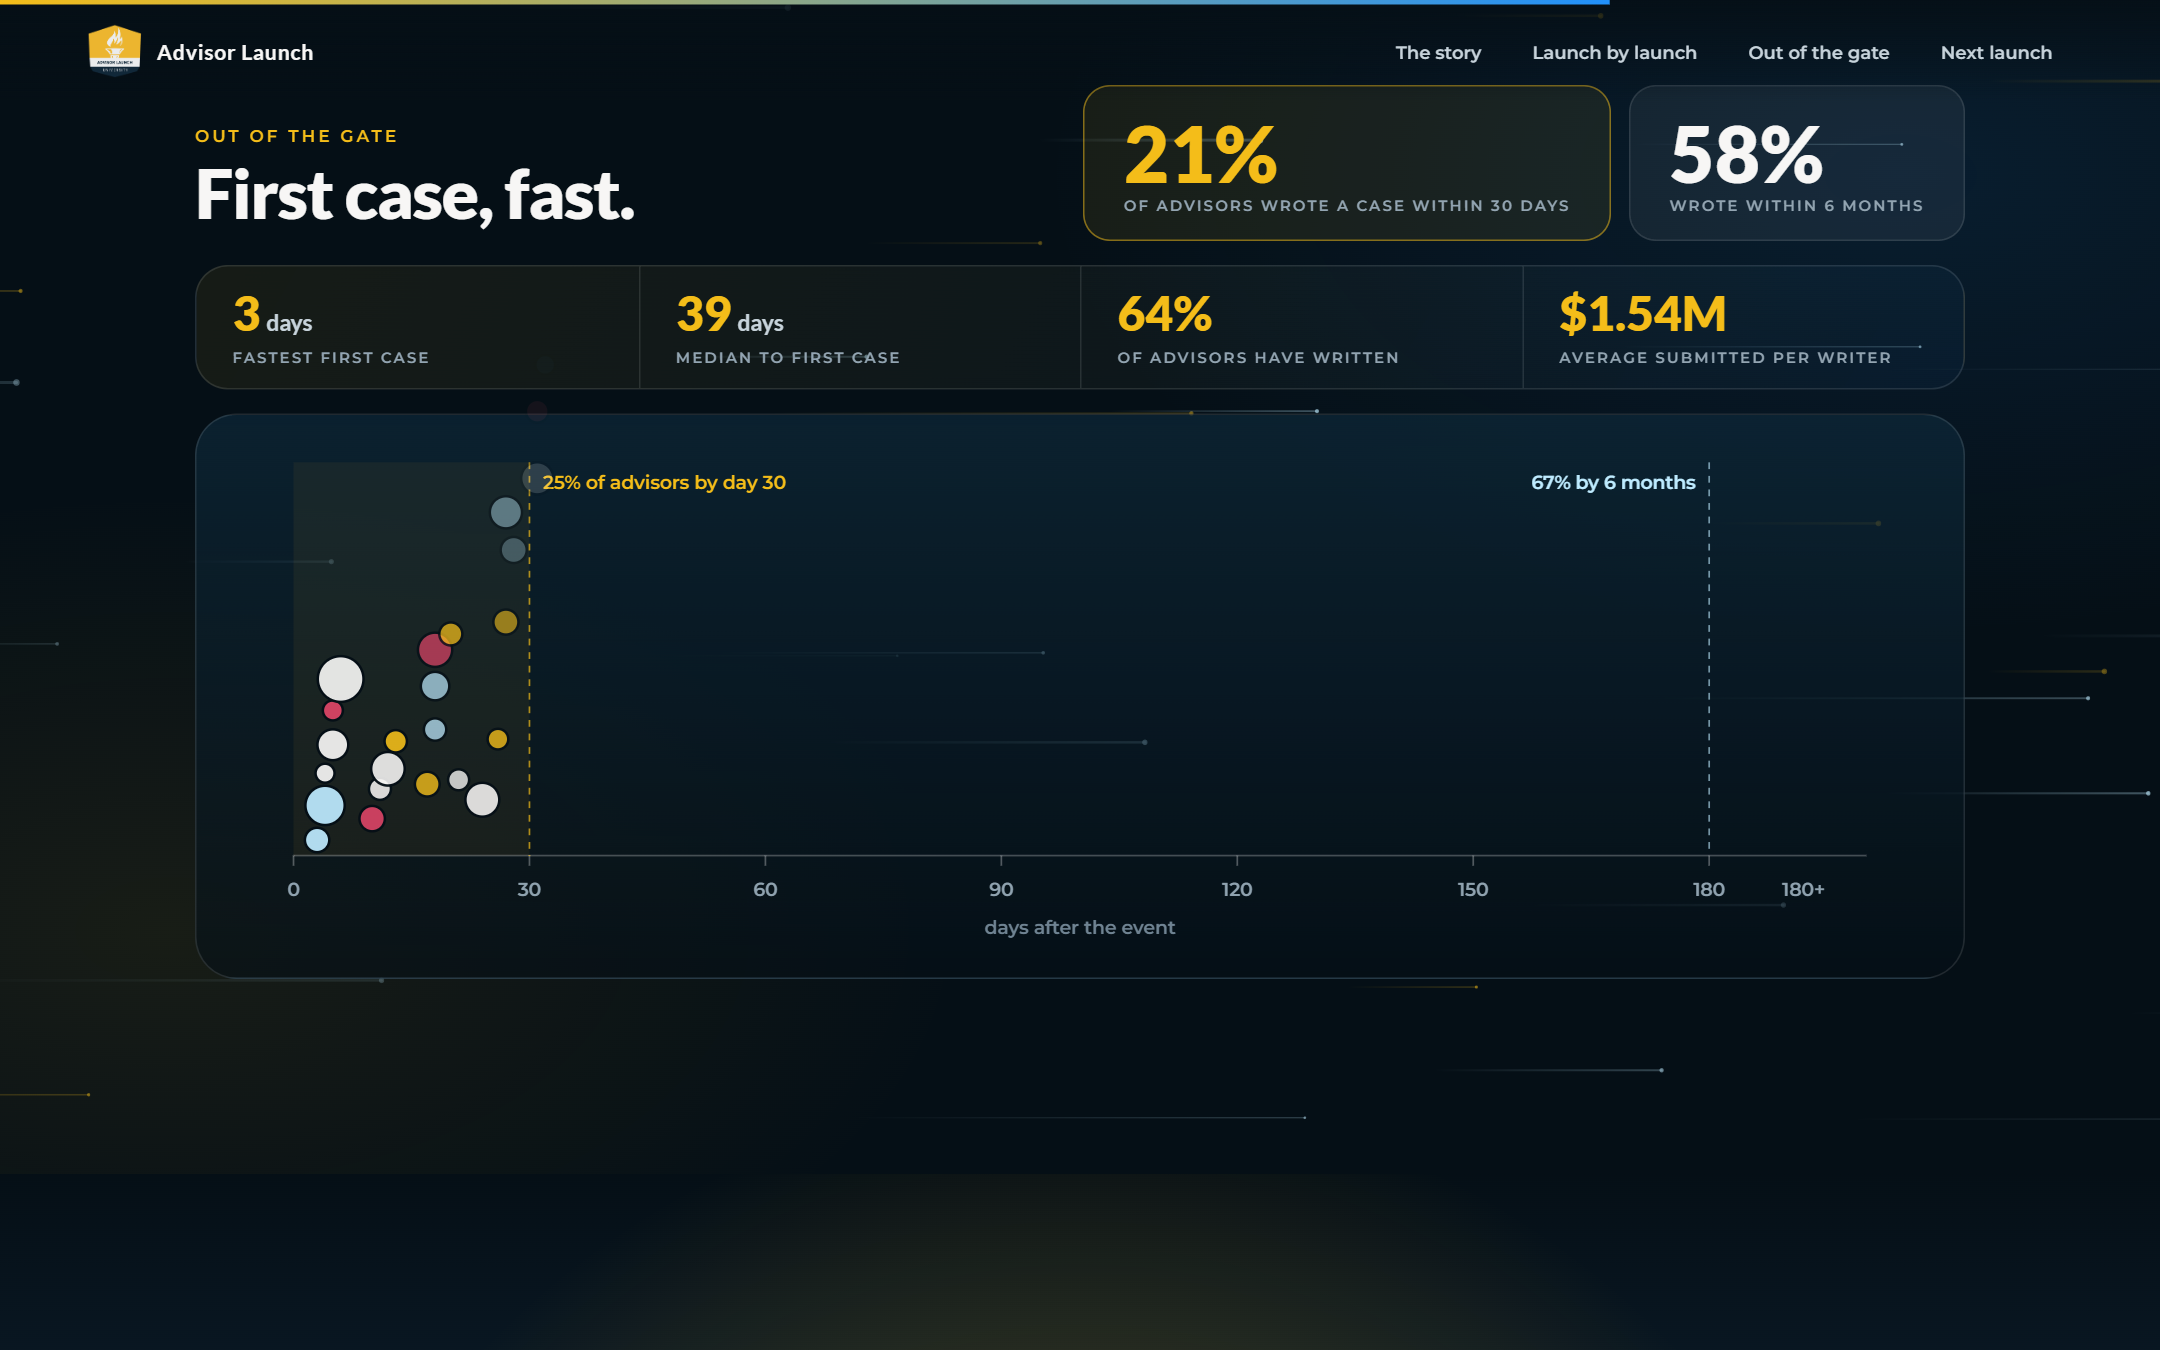 ADVISOR LAUNCH
UNIVERSITY
Advisor Launch
The story
Launch by launch
Out of the gate
Next launch
OUT OF THE GATE
First case, fast.
21%
OF ADVISORS WROTE A CASE WITHIN 30 DAYS
58%
WROTE WITHIN 6 MONTHS
3 days
FASTEST FIRST CASE
39 days
MEDIAN TO FIRST CASE
64%
OF ADVISORS HAVE WRITTEN
$1.54M
AVERAGE SUBMITTED PER WRITER
25% of advisors by day 30
67% by 6 months
0 30 60 90 120 150 180 180+
days after the event